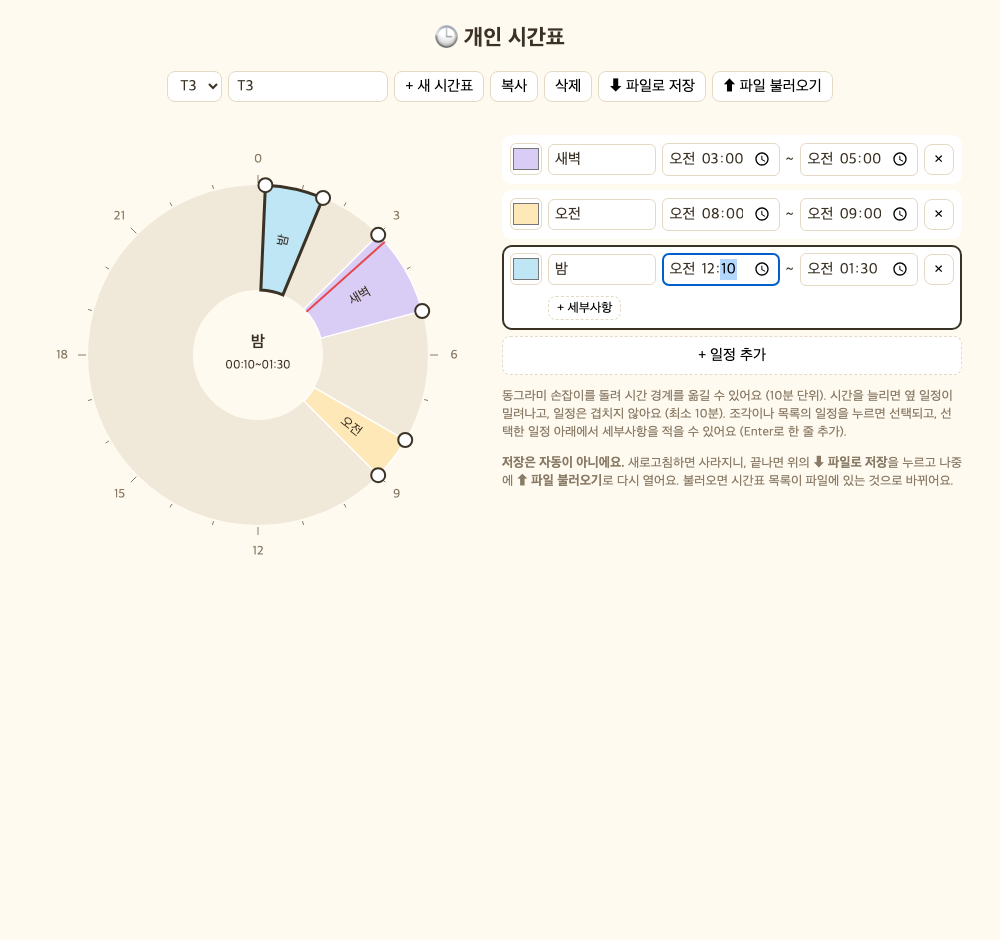 🕒 개인 시간표
T3 T3 + 새 시간표 복사 삭제 ⬇ 파일로 저장 ⬆ 파일 불러오기
0
3
6
9
12
15
18
21
밤
새벽
오전
밤
00:10~01:30
새벽 오전 03:00 ~ 오전 05:00 ×
오전 오전 08:00 ~ 오전 09:00 ×
밤 오전 12:10 ~ 오전 01:30 ×
+ 세부사항
+ 일정 추가
동그라미 손잡이를 돌려 시간 경계를 옮길 수 있어요 (10분 단위). 시간을 늘리면 옆 일정이
밀려나고, 일정은 겹치지 않아요 (최소 10분). 조각이나 목록의 일정을 누르면 선택되고, 선
택한 일정 아래에서 세부사항을 적을 수 있어요 (Enter로 한 줄 추가).
저장은 자동이 아니에요. 새로고침하면 사라지니, 끝나면 위의 ⬇ 파일로 저장을 누르고 나중
에 ⬆ 파일 불러오기로 다시 열어요. 불러오면 시간표 목록이 파일에 있는 것으로 바뀌어요.